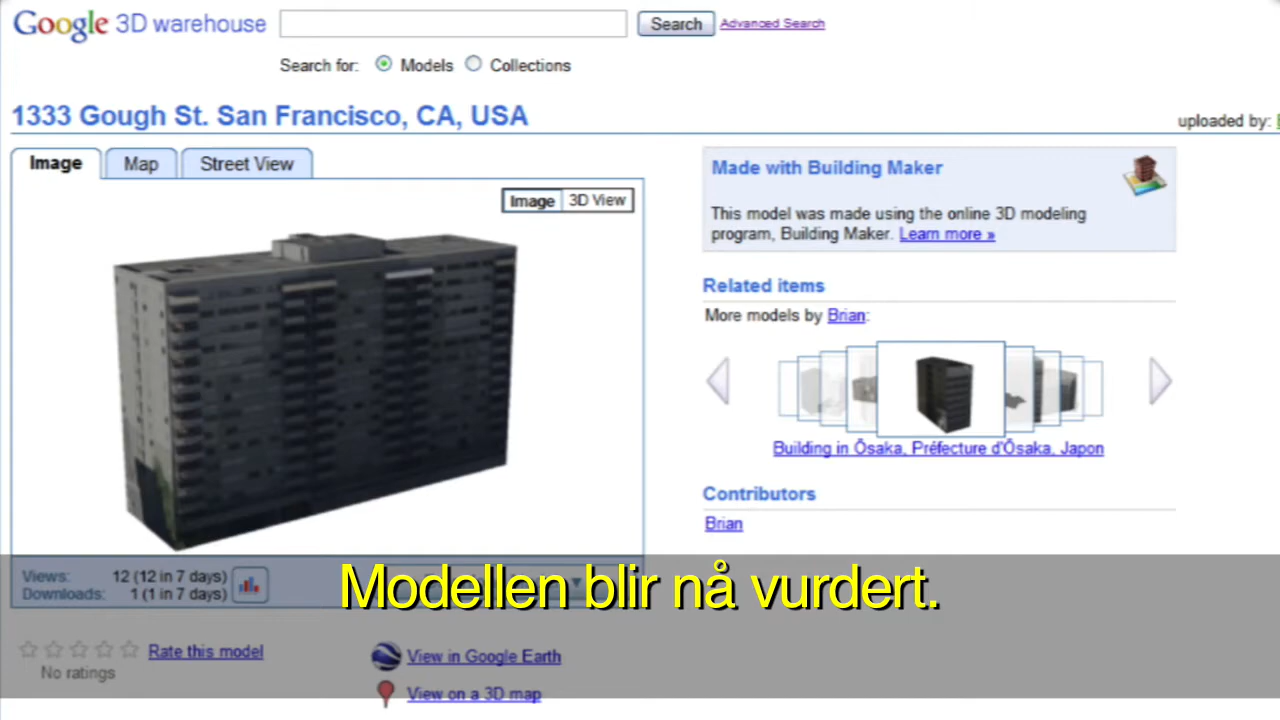 Google 3D warehouse
Search
Advanced Search
Search for: Models Collections
1333 Gough St. San Francisco, CA, USA
uploaded by:
Image Map Street View
Image 3D View
Made with Building Maker
This model was made using the online 3D modeling
program, Building Maker. Learn more »
Related items
More models by Brian:
Building in Ōsaka, Préfecture d'Ōsaka, Japon
Contributors
Brian
Views: 12 (12 in 7 days)
Downloads: 1 (1 in 7 days)
Modellen blir nå vurdert.
Rate this model
No ratings
View in Google Earth
View on a 3D map